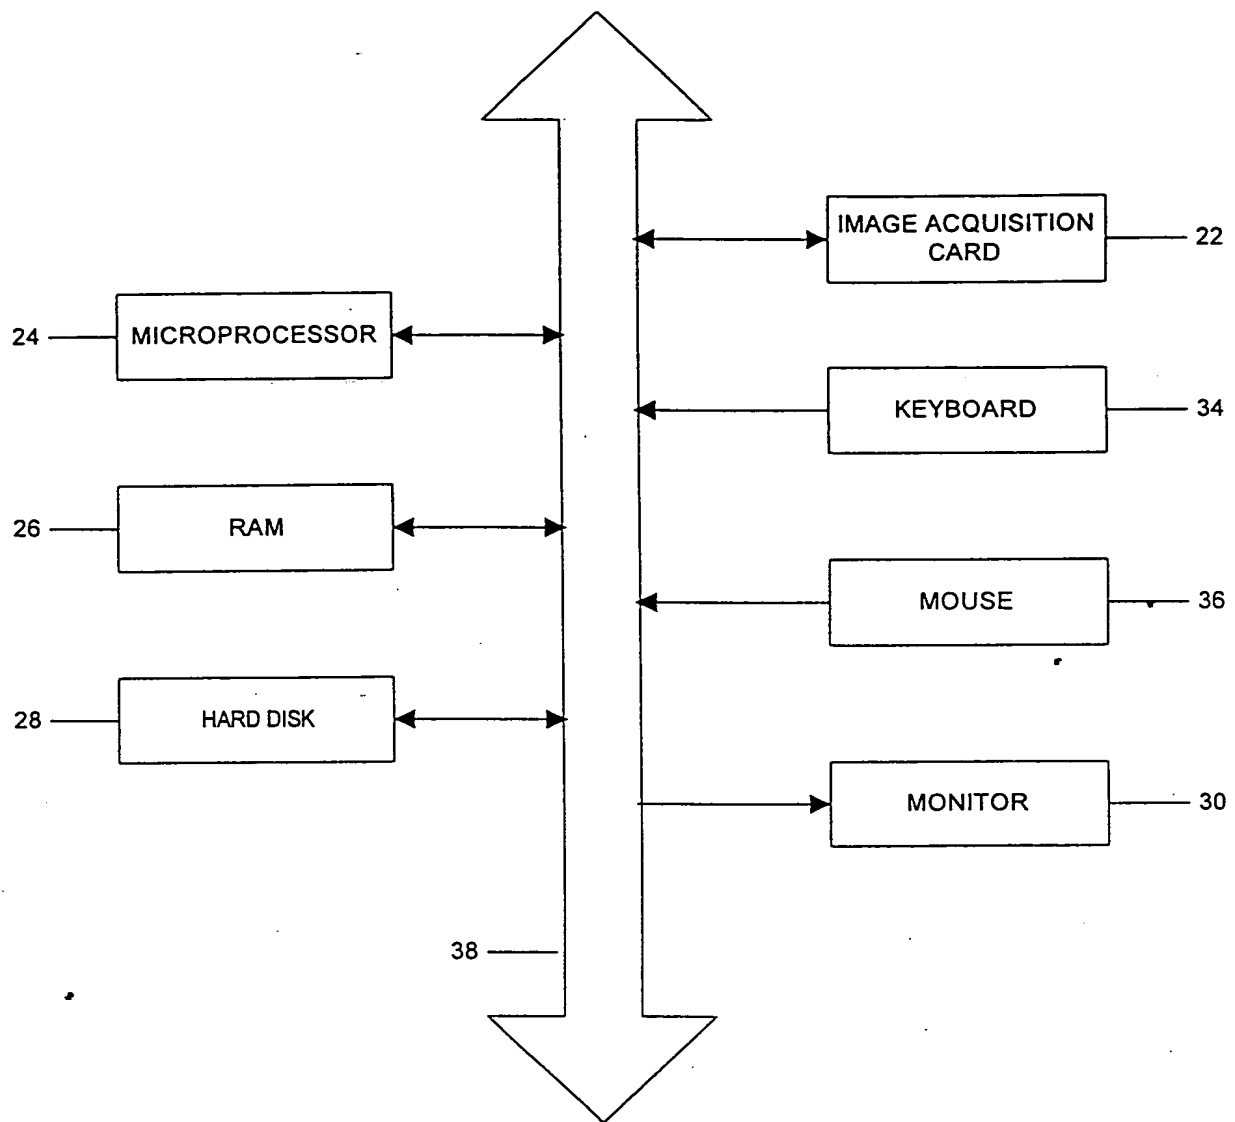 IMAGE ACQUISITION
CARD
22
24
MICROPROCESSOR
KEYBOARD
34
26
RAM
MOUSE
36
28
HARD DISK
MONITOR
30
38